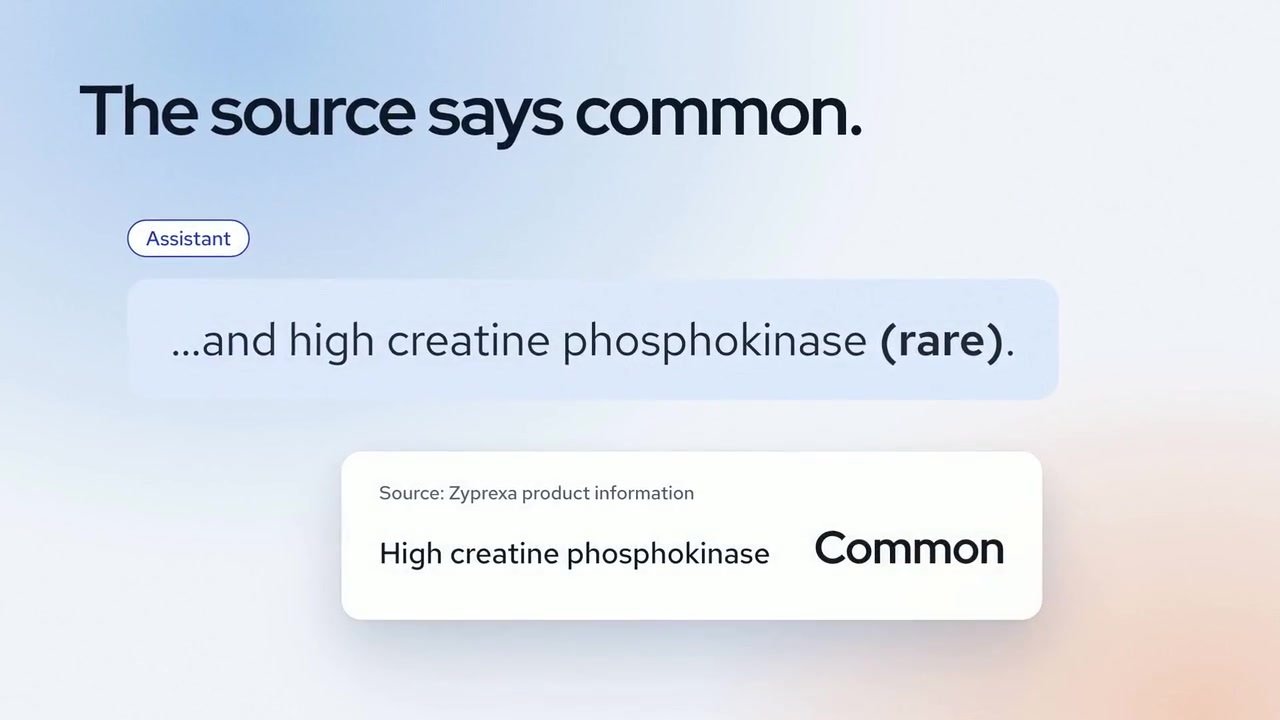 The source says common.
Assistant
...and high creatine phosphokinase (rare).
Source: Zyprexa product information
High creatine phosphokinase Common